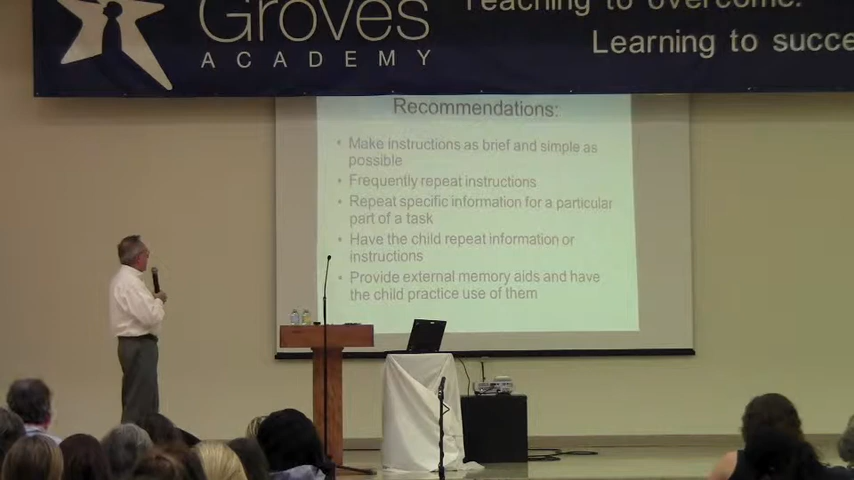 Groves
ACADEMY
Teaching to overcome.
Learning to succe
Recommendations:
• Make instructions as brief and simple as
possible
• Frequently repeat instructions
• Repeat specific information for a particular
part of a task
• Have the child repeat information or
instructions
• Provide external memory aids and have
the child practice use of them